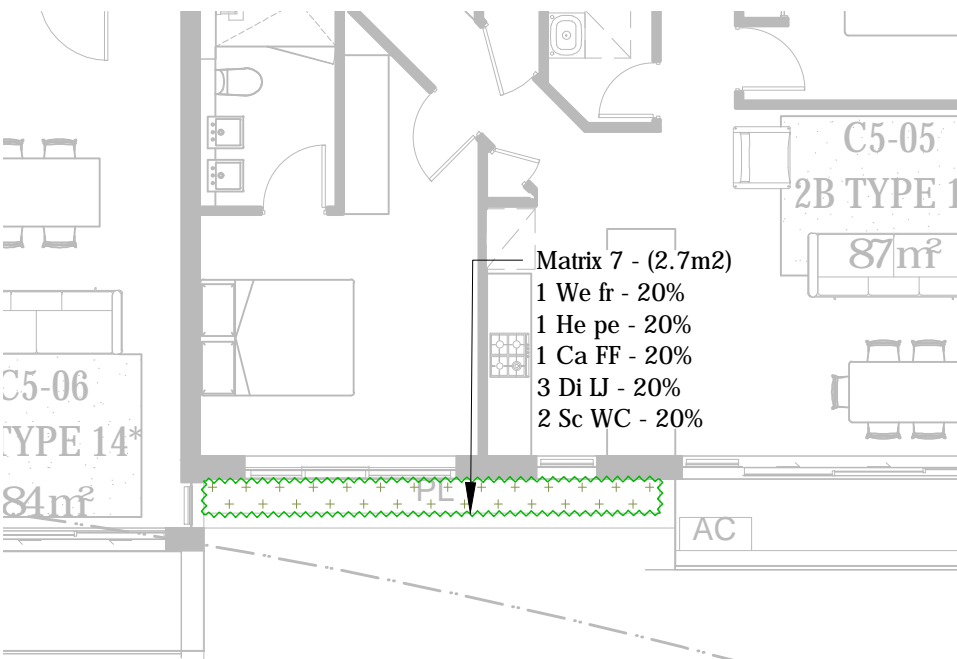 C5-05
2B TYPE 1
87m²
Matrix 7 - (2.7m2)
1 We fr - 20%
1 He pe - 20%
1 Ca FF - 20%
3 Di LJ - 20%
2 Sc WC - 20%
C5-06
TYPE 14*
84m²
PL
AC